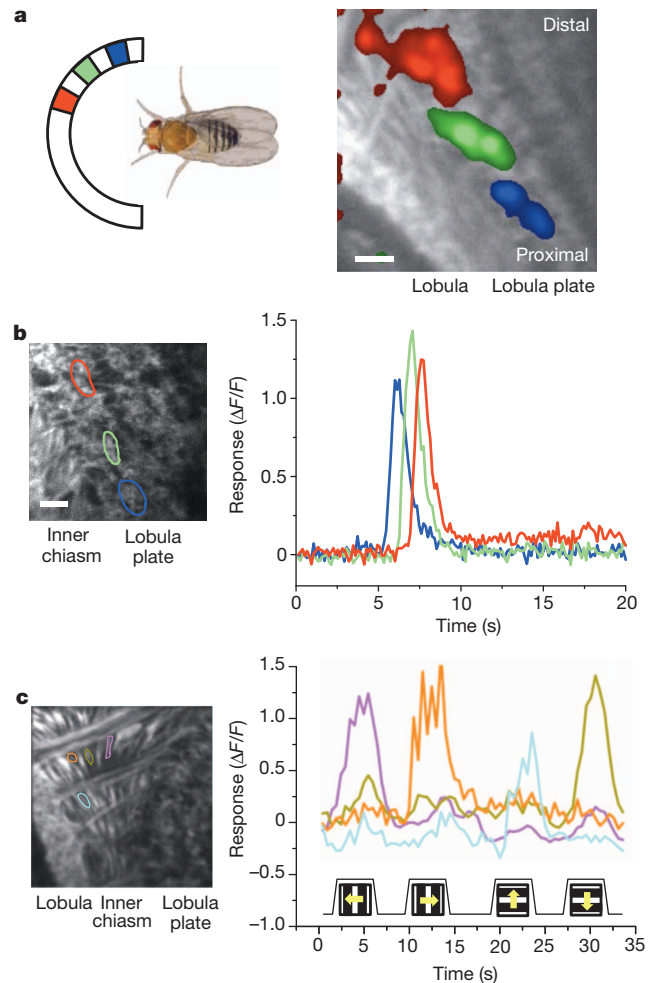 a
Distal
Proximal
Lobula Lobula plate
b
Inner chiasm
Lobula plate
Response (ΔF/F)
1.5
1.0
0.5
0
0 5 10 15 20
Time (s)
c
Lobula Inner chiasm Lobula plate
Response (ΔF/F)
1.5
1.0
0.5
0
−0.5
−1.0
0 5 10 15 20 25 30 35
Time (s)